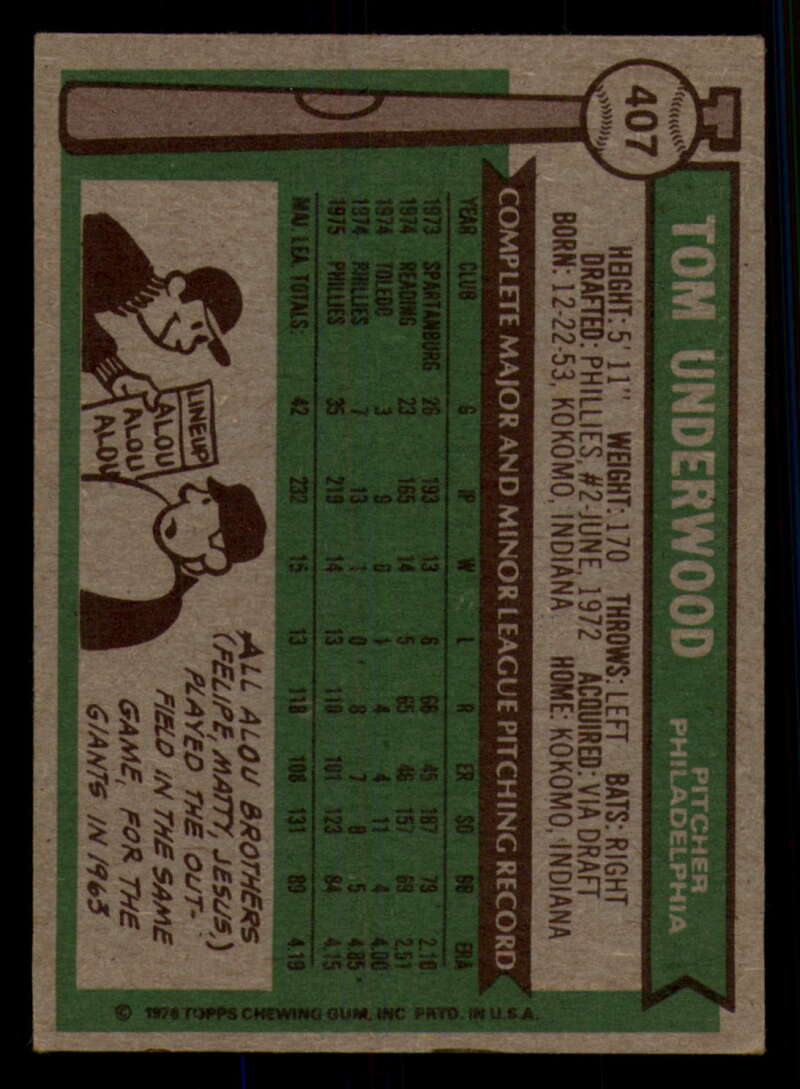 407
TOM UNDERWOOD
PITCHER
PHILADELPHIA
HEIGHT: 5' 11" WEIGHT: 170 THROWS: LEFT BATS: RIGHT
DRAFTED: PHILLIES, #2-JUNE, 1972 ACQUIRED: VIA DRAFT
BORN: 12-22-53, KOKOMO, INDIANA HOME: KOKOMO, INDIANA
COMPLETE MAJOR AND MINOR LEAGUE PITCHING RECORD
YEAR CLUB G IP W L R ER SO BB ERA
1973 SPARTANBURG 26 193 13 6 66 45 187 79 2.10
1974 READING 23 165 14 5 65 46 157 69 2.51
1974 TOLEDO 3 9 0 1 4 4 11 4 4.00
1974 PHILLIES 7 13 1 0 8 7 8 5 4.85
1975 PHILLIES 35 219 14 13 110 101 123 84 4.15
MAJ. LEA. TOTALS: 42 232 15 13 118 108 131 89 4.19
LINEUP
ALOU
ALOU
ALOU
ALL ALOU BROTHERS
(FELIPE, MATTY, JESUS,)
PLAYED THE OUT-
FIELD IN THE SAME
GAME, FOR THE
GIANTS IN 1963
© 1976 TOPPS CHEWING GUM, INC PRTD. IN U.S.A.